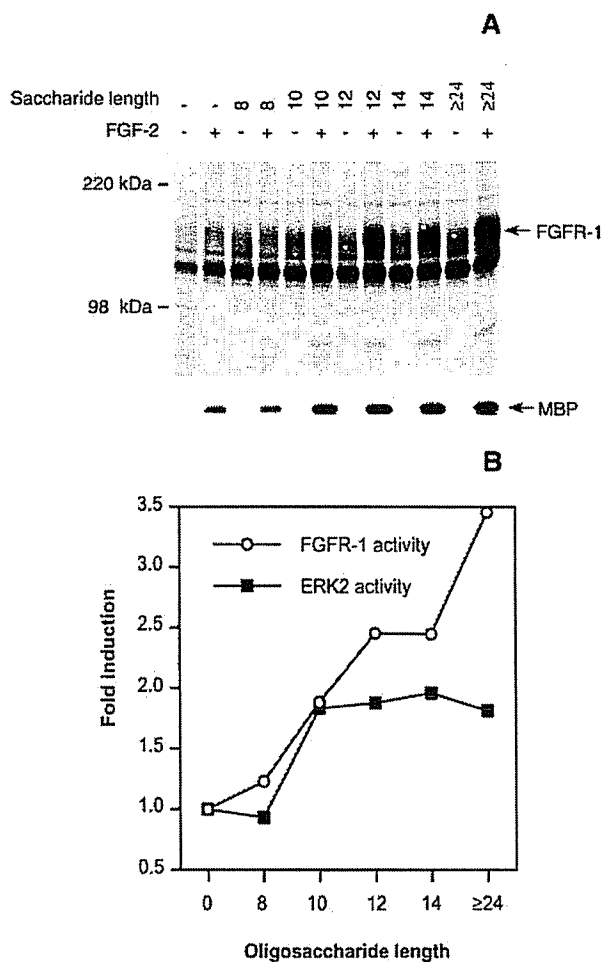 A
Saccharide length - - 8 8 10 10 12 12 14 14 ≥24 ≥24
FGF-2 - + - + - + - + - + - +
220 kDa
FGFR-1
98 kDa
MBP
B
3.5
FGFR-1 activity
3.0
ERK2 activity
2.5
Fold Induction
2.0
1.5
1.0
0.5
0 8 10 12 14 ≥24
Oligosaccharide length